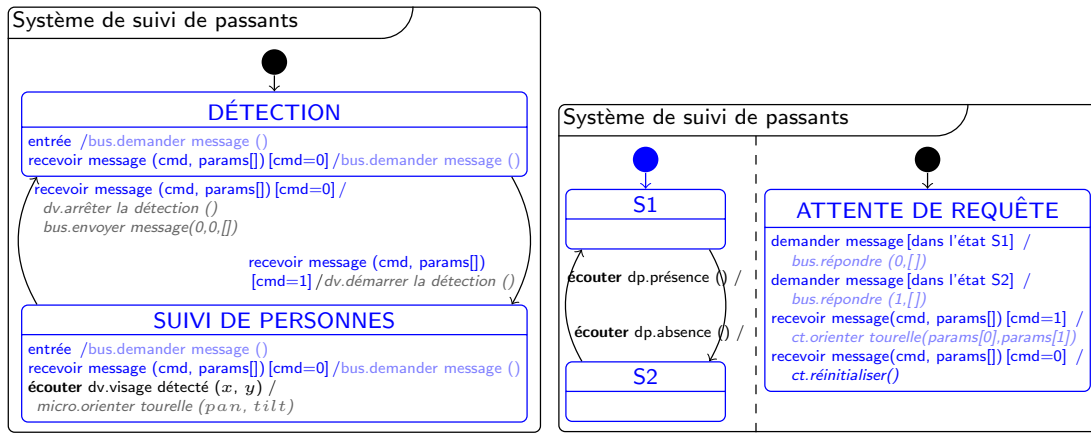 Système de suivi de passants
DÉTECTION
entrée /bus.demander message ()
recevoir message (cmd, params[]) [cmd=0] /bus.demander message ()
recevoir message (cmd, params[]) [cmd=0] /
dv.arrêter la détection ()
bus.envoyer message(0,0,[])
recevoir message (cmd, params[])
[cmd=1] /dv.démarrer la détection ()
SUIVI DE PERSONNES
entrée /bus.demander message ()
recevoir message (cmd, params[]) [cmd=0] /bus.demander message ()
écouter dv.visage détecté (x, y) /
micro.orienter tourelle (pan, tilt)
Système de suivi de passants
S1
écouter dp.présence () /
écouter dp.absence () /
S2
ATTENTE DE REQUÊTE
demander message [dans l'état S1] /
bus.répondre (0,[])
demander message [dans l'état S2] /
bus.répondre (1,[])
recevoir message(cmd, params[]) [cmd=1] /
ct.orienter tourelle(params[0],params[1])
recevoir message(cmd, params[]) [cmd=0] /
ct.réinitialiser()